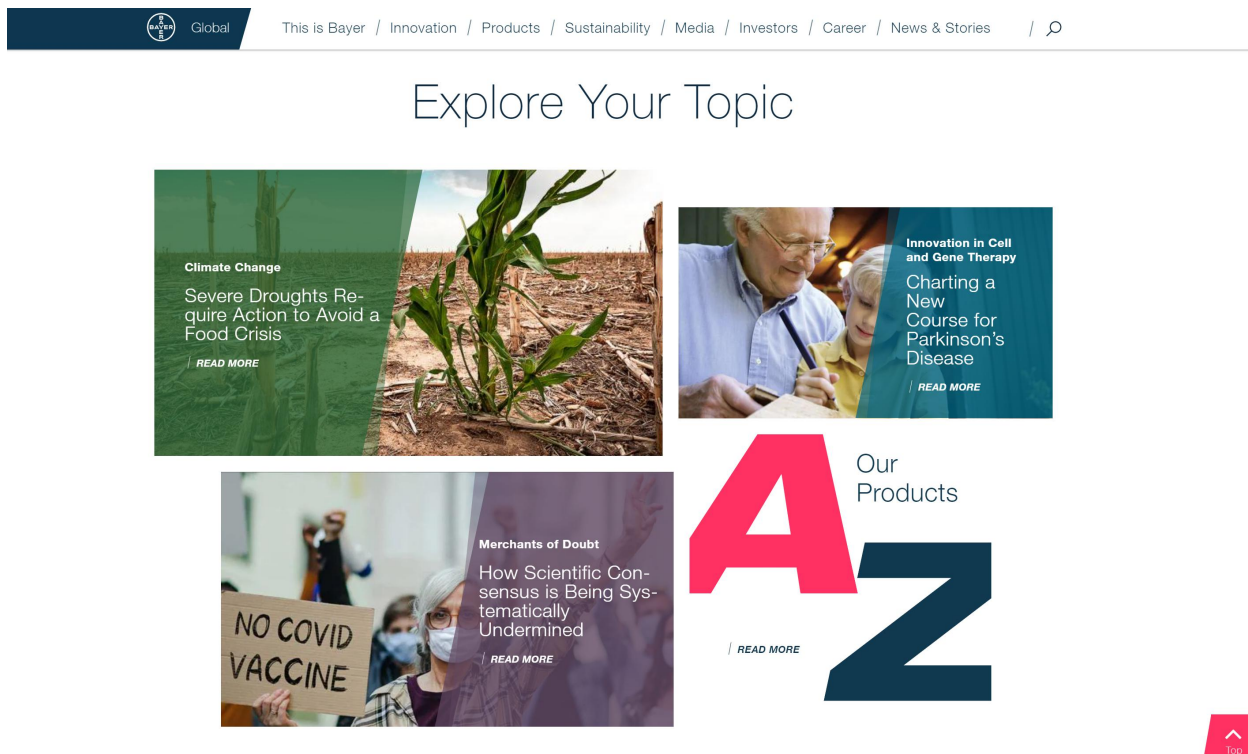 BAYER
BAYER
Global
This is Bayer / Innovation / Products / Sustainability / Media / Investors / Career / News & Stories /
Explore Your Topic
Climate Change
Severe Droughts Re-
quire Action to Avoid a
Food Crisis
/ READ MORE
Innovation in Cell
and Gene Therapy
Charting a
New
Course for
Parkinson's
Disease
/ READ MORE
Merchants of Doubt
How Scientific Con-
sensus is Being Sys-
tematically
Undermined
/ READ MORE
NO COVID
VACCINE
Our
Products
A
Z
/ READ MORE
Top